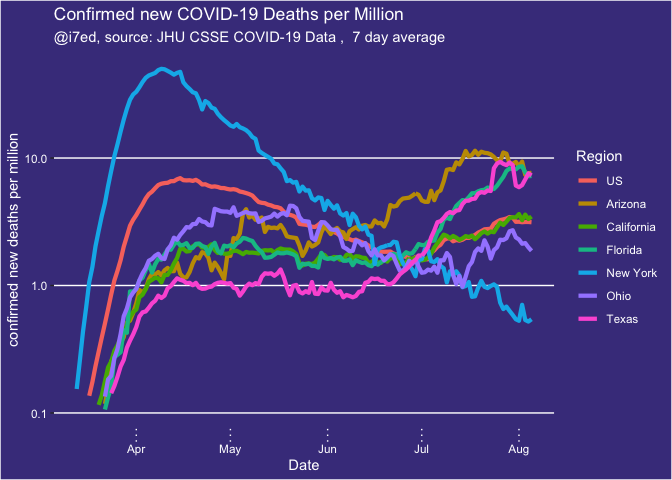 Confirmed new COVID-19 Deaths per Million
@i7ed, source: JHU CSSE COVID-19 Data ,  7 day average
confirmed new deaths per million
10.0
1.0
0.1
Apr
May
Jun
Jul
Aug
Date
Region
US
Arizona
California
Florida
New York
Ohio
Texas